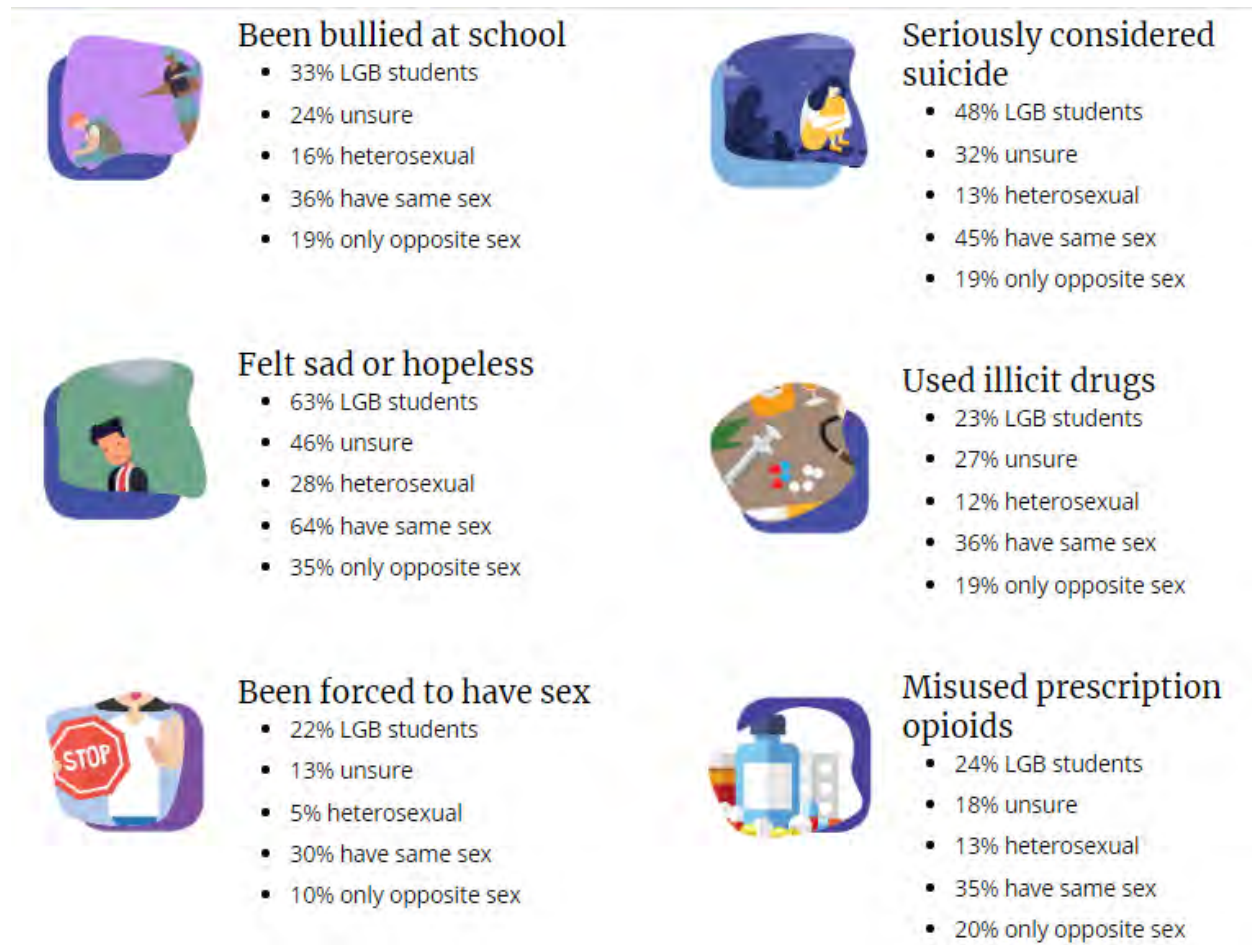 Been bullied at school
• 33% LGB students
• 24% unsure
• 16% heterosexual
• 36% have same sex
• 19% only opposite sex
Seriously considered
suicide
• 48% LGB students
• 32% unsure
• 13% heterosexual
• 45% have same sex
• 19% only opposite sex
Felt sad or hopeless
• 63% LGB students
• 46% unsure
• 28% heterosexual
• 64% have same sex
• 35% only opposite sex
Used illicit drugs
• 23% LGB students
• 27% unsure
• 12% heterosexual
• 36% have same sex
• 19% only opposite sex
STOP
Been forced to have sex
• 22% LGB students
• 13% unsure
• 5% heterosexual
• 30% have same sex
• 10% only opposite sex
Misused prescription
opioids
• 24% LGB students
• 18% unsure
• 13% heterosexual
• 35% have same sex
• 20% only opposite sex